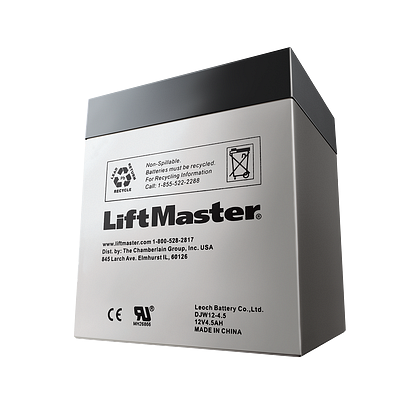 Non-Spillable.
Batteries must be recycled.
For Recycling Information
Call: 1-855-522-2288
Pb
RECYCLE
LiftMaster®
www.liftmaster.com 1-800-528-2817
Dist. by: The Chamberlain Group, Inc. USA
845 Larch Ave. Elmhurst IL, 60126
CE
Leoch Battery Co.,Ltd.
DJW12-4.5
12V4.5AH
MADE IN CHINA
MH26866